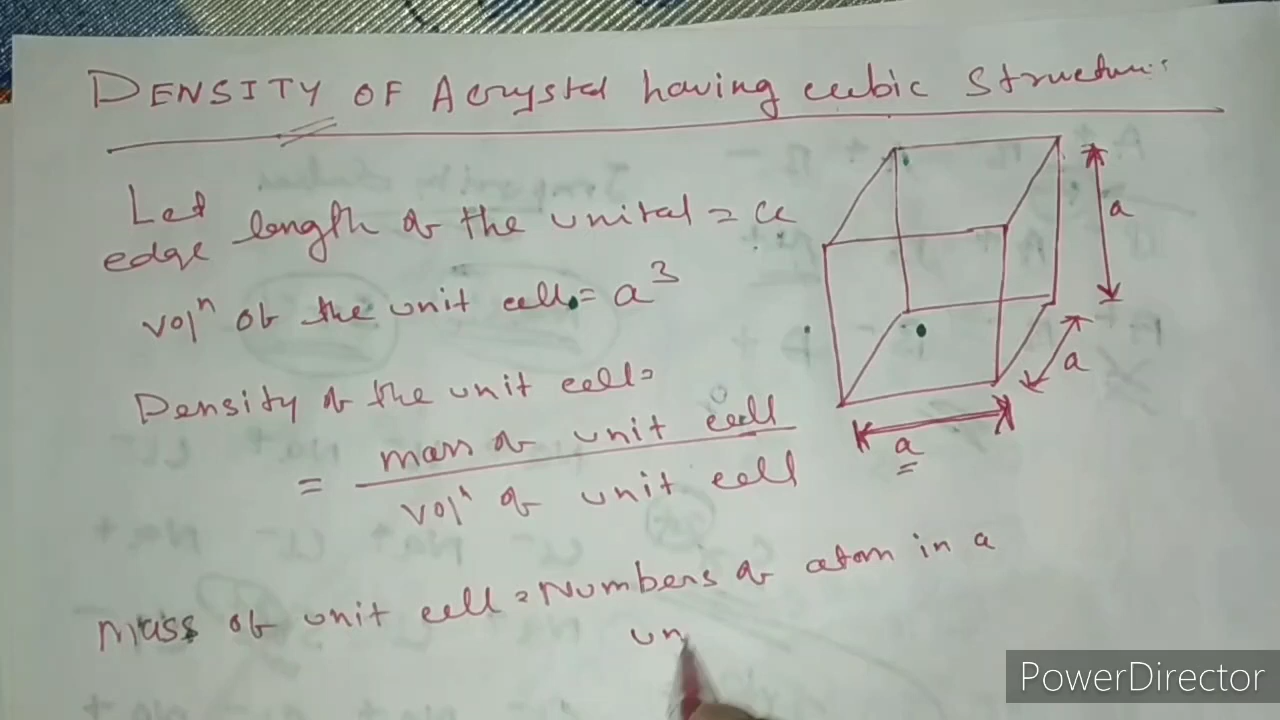 DENSITY OF A crystal having cubic structure
Let
edge length of the unital = a
volⁿ of the unit cell = a³
Density of the unit cell =
= mass of unit cell
volⁿ of unit cell
Mass of unit cell = Numbers of atom in a
un
a
a
a
PowerDirector